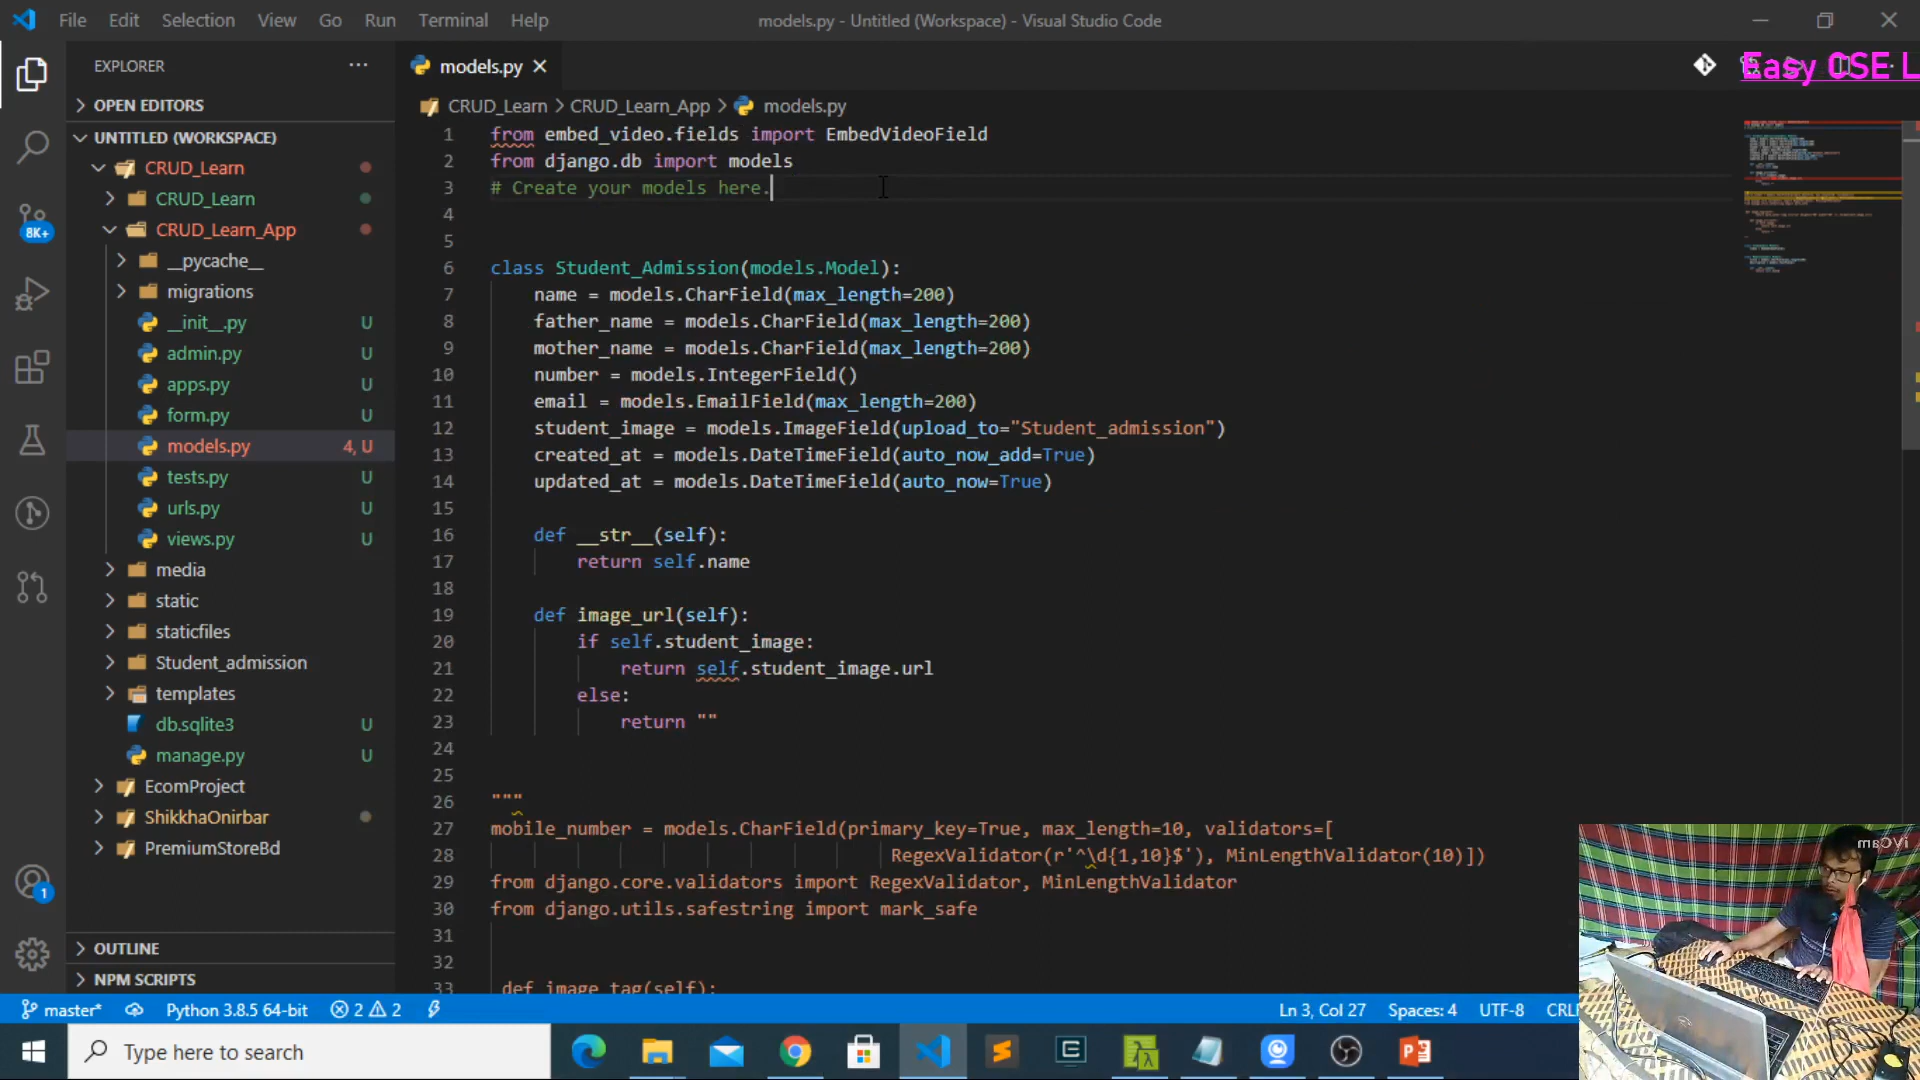 File Edit Selection View Go Run Terminal Help
models.py - Untitled (Workspace) - Visual Studio Code
EXPLORER
models.py
Easy CSE L
OPEN EDITORS
UNTITLED (WORKSPACE)
CRUD_Learn
CRUD_Learn
CRUD_Learn_App
__pycache__
migrations
__init__.py U
admin.py U
apps.py U
form.py U
models.py 4, U
tests.py U
urls.py U
views.py U
media
static
staticfiles
Student_admission
templates
db.sqlite3 U
manage.py U
EcomProject
ShikkhaOnirbar
PremiumStoreBd
OUTLINE
NPM SCRIPTS
8K+
1
CRUD_Learn > CRUD_Learn_App > models.py
1 from embed_video.fields import EmbedVideoField
2 from django.db import models
3 # Create your models here.
4
5
6 class Student_Admission(models.Model):
7 name = models.CharField(max_length=200)
8 father_name = models.CharField(max_length=200)
9 mother_name = models.CharField(max_length=200)
10 number = models.IntegerField()
11 email = models.EmailField(max_length=200)
12 student_image = models.ImageField(upload_to="Student_admission")
13 created_at = models.DateTimeField(auto_now_add=True)
14 updated_at = models.DateTimeField(auto_now=True)
15
16 def __str__(self):
17 return self.name
18
19 def image_url(self):
20 if self.student_image:
21 return self.student_image.url
22 else:
23 return ""
24
25
26 """
27 mobile_number = models.CharField(primary_key=True, max_length=10, validators=[
28 RegexValidator(r'^\d{1,10}$'), MinLengthValidator(10)])
29 from django.core.validators import RegexValidator, MinLengthValidator
30 from django.utils.safestring import mark_safe
31
32
33 def image_tag(self):
iVCam
master* Python 3.8.5 64-bit 2 2 Ln 3, Col 27 Spaces: 4 UTF-8 CRL
Type here to search